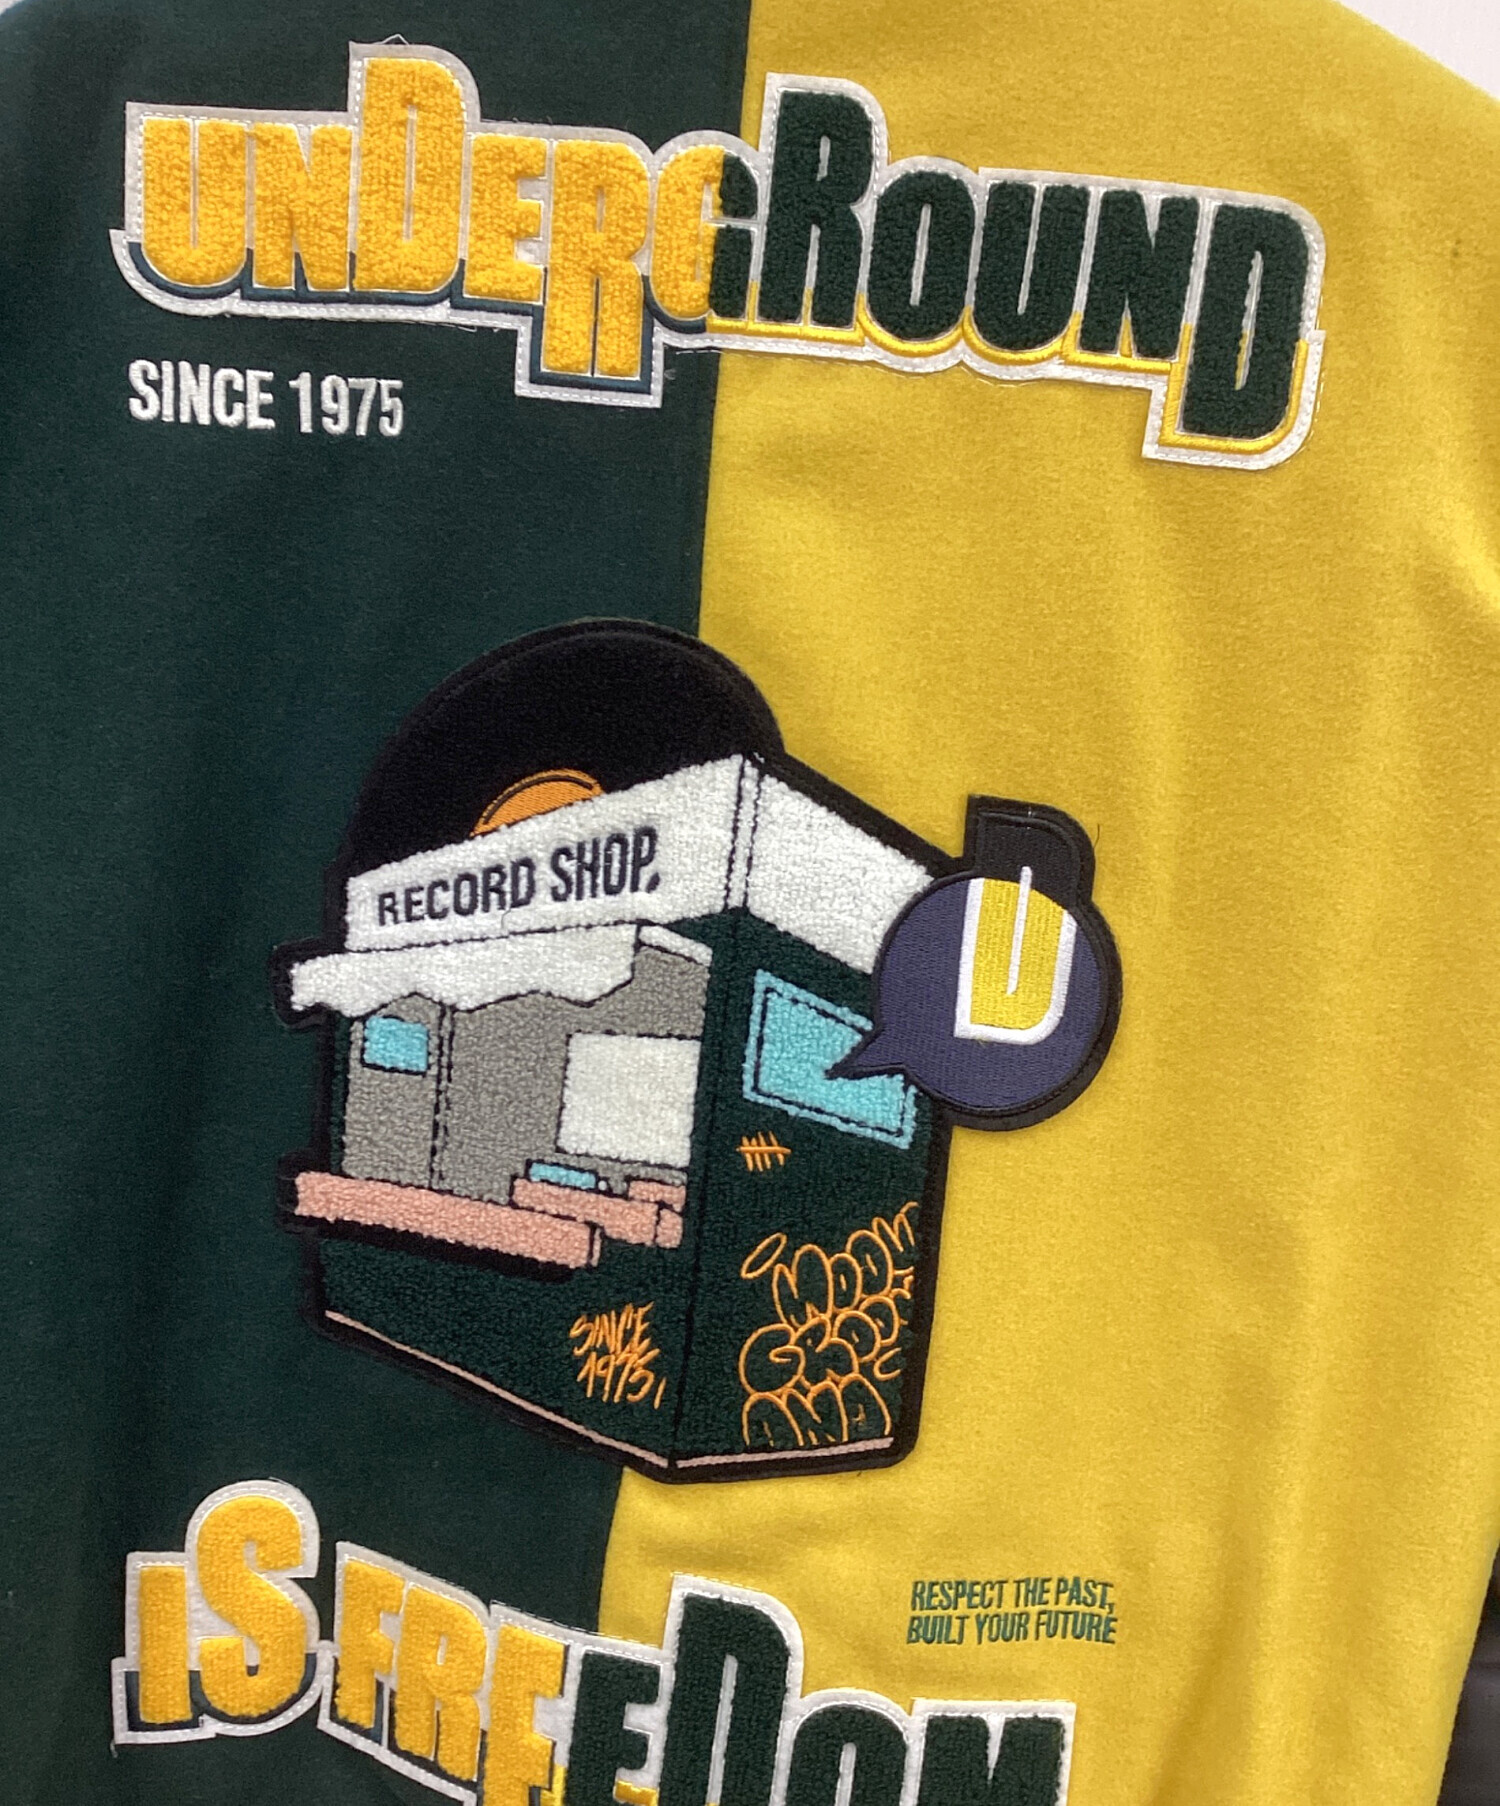 UNDERGROUND
SINCE 1975
RECORD SHOP.
U
SINCE
1975,
RESPECT THE PAST,
BUILT YOUR FUTURE
IS FREEDOM